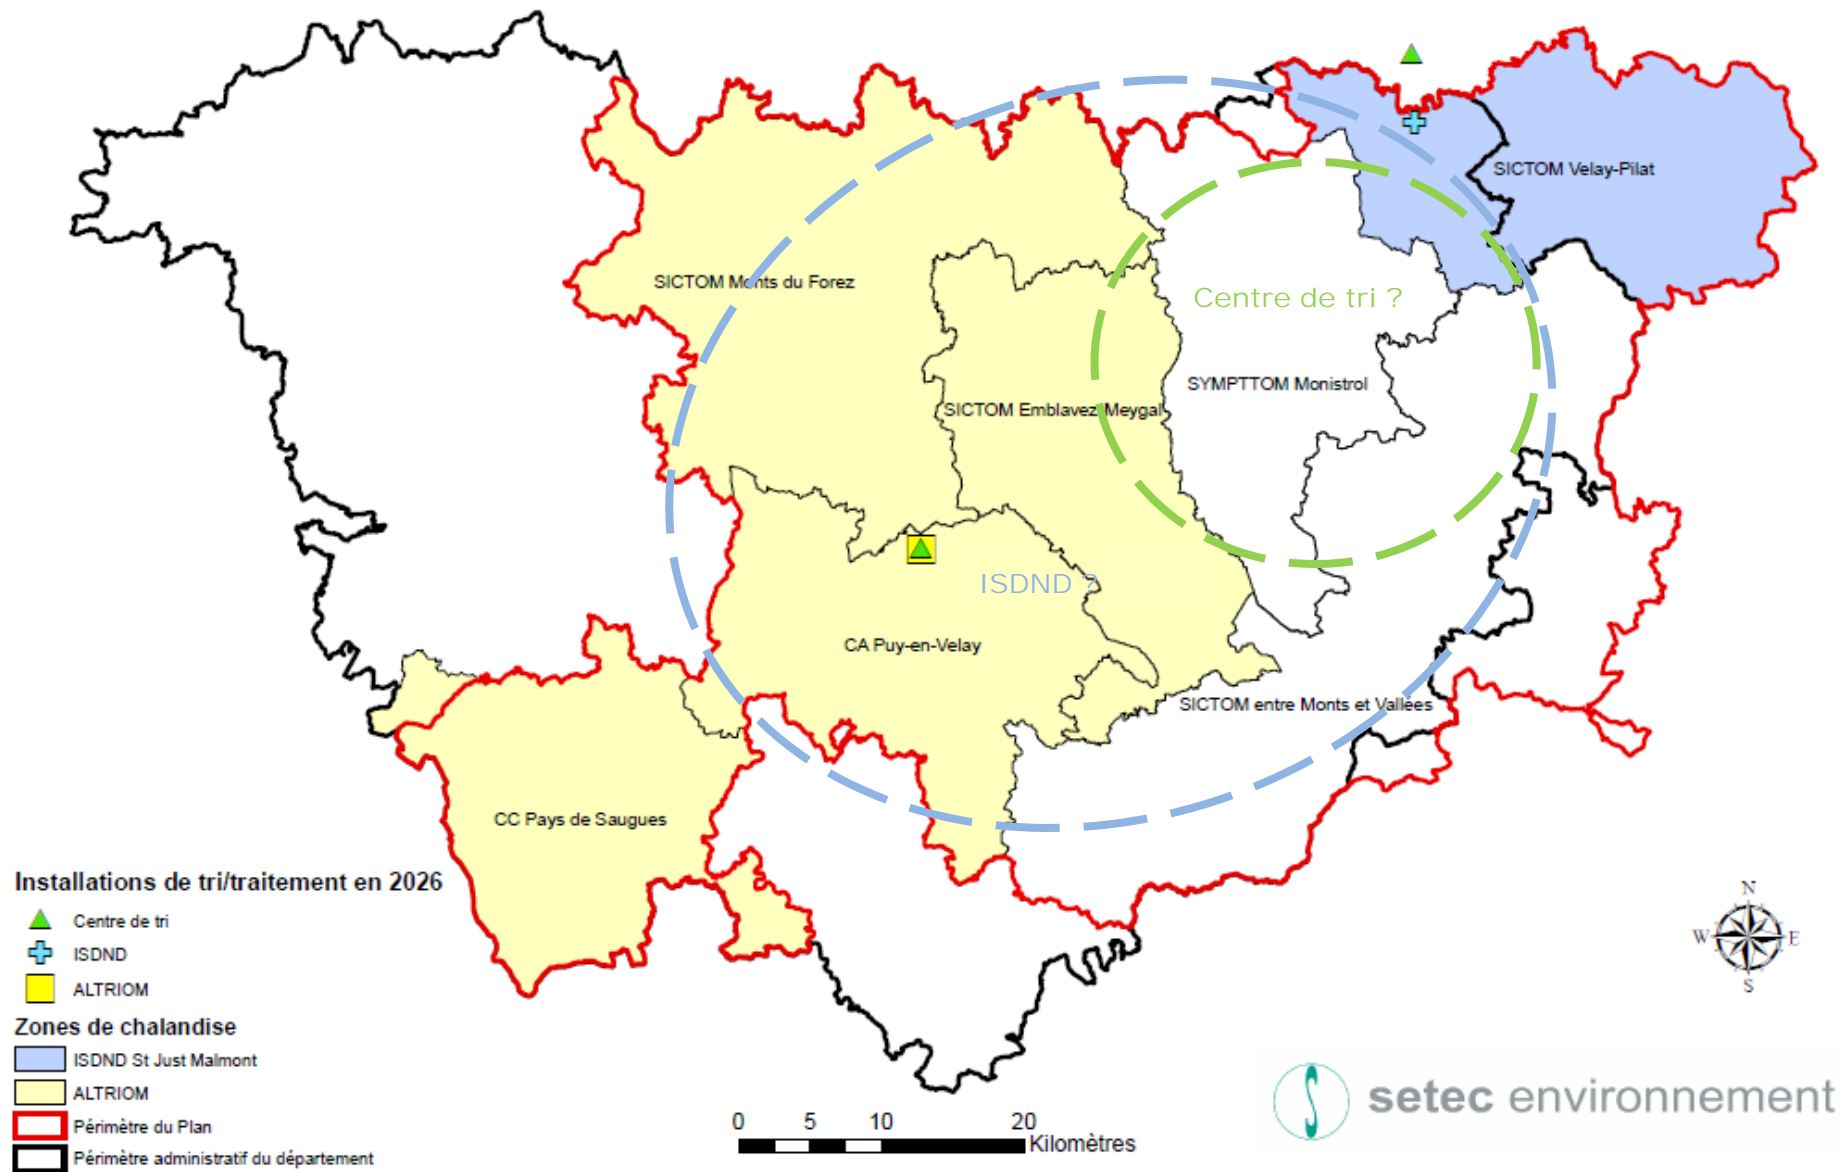 SICTOM Velay-Pilat
SICTOM Monts du Forez
Centre de tri ?
SYMPTTOM Monistrol
SICTOM Emblavez Meygal
ISDND ?
CA Puy-en-Velay
SICTOM entre Monts et Vallées
CC Pays de Saugues
Installations de tri/traitement en 2026
Centre de tri
ISDND
ALTRIOM
Zones de chalandise
ISDND St Just Malmont
ALTRIOM
Périmètre du Plan
Périmètre administratif du département
N
W E
S
0 5 10 20
Kilomètres
setec environnement